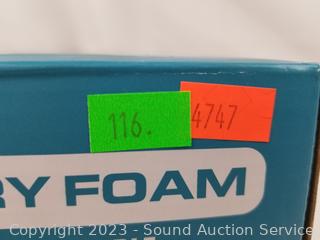 116.
4747
RY FOAM
Copyright 2023 - Sound Auction Service